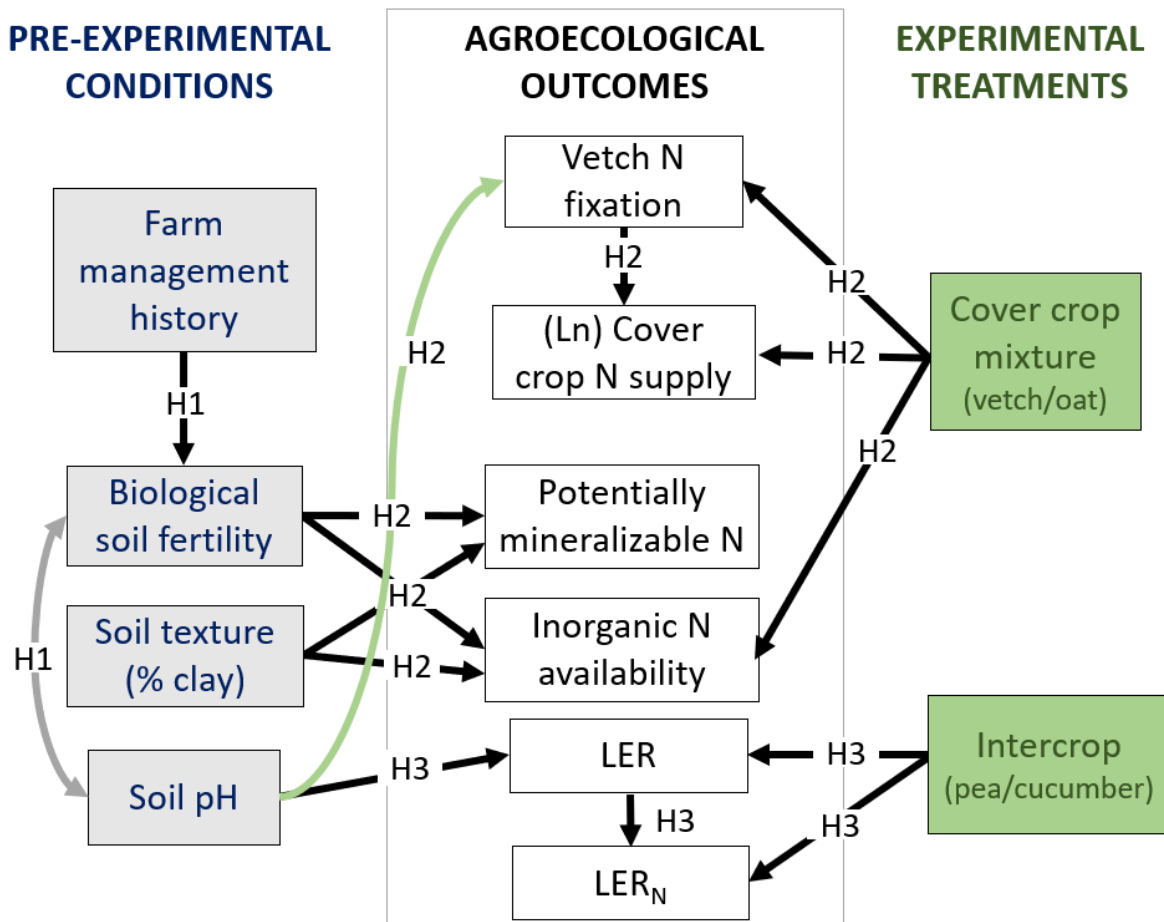 PRE-EXPERIMENTAL
CONDITIONS
AGROECOLOGICAL
OUTCOMES
EXPERIMENTAL
TREATMENTS
Farm
management
history
H1
Biological
soil fertility
Soil texture
(% clay)
H1
Soil pH
H2
H2
H2
H2
H3
Vetch N
fixation
H2
(Ln) Cover
crop N supply
Potentially
mineralizable N
Inorganic N
availability
LER
H3
LER_N
H2
H2
H2
H3
H3
Cover crop
mixture
(vetch/oat)
Intercrop
(pea/cucumber)